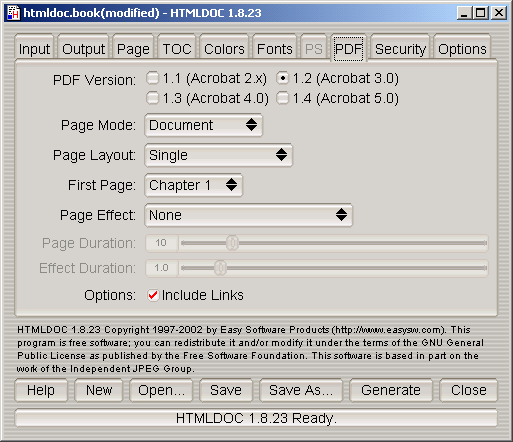 htmldoc.book(modified) - HTMLDOC 1.8.23
Input Output Page TOC Colors Fonts PS PDF Security Options
PDF Version: 1.1 (Acrobat 2.x) 1.2 (Acrobat 3.0)
1.3 (Acrobat 4.0) 1.4 (Acrobat 5.0)
Page Mode: Document
Page Layout: Single
First Page: Chapter 1
Page Effect: None
Page Duration: 10
Effect Duration: 1.0
Options: Include Links
HTMLDOC 1.8.23 Copyright 1997-2002 by Easy Software Products (http://www.easysw.com). This
program is free software; you can redistribute it and/or modify it under the terms of the GNU General
Public License as published by the Free Software Foundation. This software is based in part on the
work of the Independent JPEG Group.
Help New Open... Save Save As... Generate Close
HTMLDOC 1.8.23 Ready.